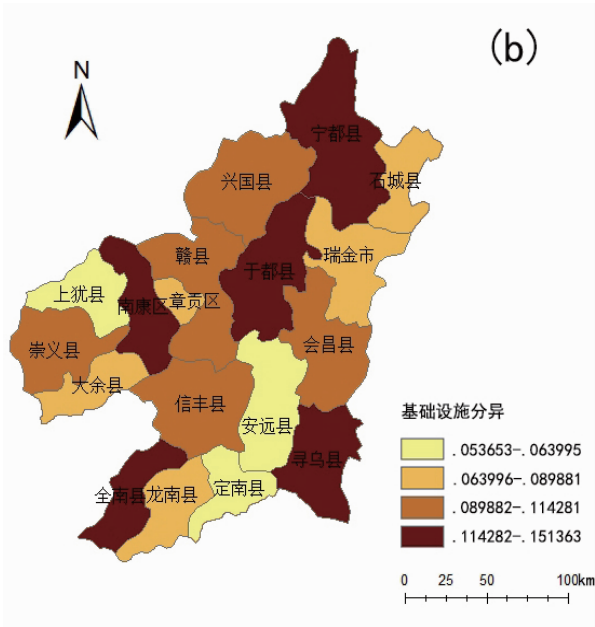 (b)
N
宁都县
石城县
兴国县
赣县
于都县
瑞金市
上犹县
南康区
章贡区
崇义县
会昌县
大余县
信丰县
安远县
寻乌县
全南县
龙南县
定南县
基础设施分异
.053653-.063995
.063996-.089881
.089882-.114281
.114282-.151363
0 25 50 100km